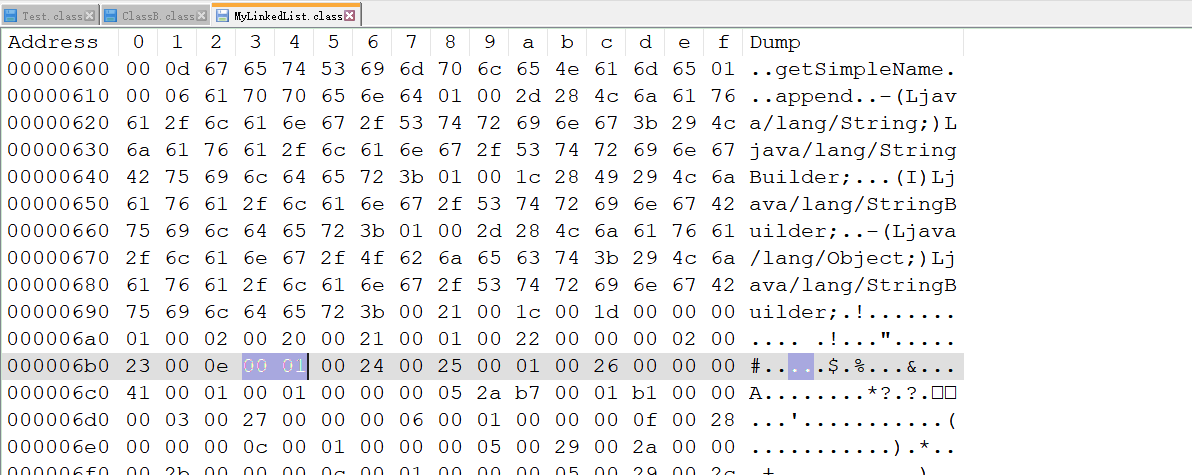 Test.class ClassB.class MyLinkedList.class
Address 0 1 2 3 4 5 6 7 8 9 a b c d e f Dump
00000600 00 0d 67 65 74 53 69 6d 70 6c 65 4e 61 6d 65 01 ..getSimpleName.
00000610 00 06 61 70 70 65 6e 64 01 00 2d 28 4c 6a 61 76 ..append..-(Ljav
00000620 61 2f 6c 61 6e 67 2f 53 74 72 69 6e 67 3b 29 4c a/lang/String;)L
00000630 6a 61 76 61 2f 6c 61 6e 67 2f 53 74 72 69 6e 67 java/lang/String
00000640 42 75 69 6c 64 65 72 3b 01 00 1c 28 49 29 4c 6a Builder;...(I)Lj
00000650 61 76 61 2f 6c 61 6e 67 2f 53 74 72 69 6e 67 42 ava/lang/StringB
00000660 75 69 6c 64 65 72 3b 01 00 2d 28 4c 6a 61 76 61 uilder;..-(Ljava
00000670 2f 6c 61 6e 67 2f 4f 62 6a 65 63 74 3b 29 4c 6a /lang/Object;)Lj
00000680 61 76 61 2f 6c 61 6e 67 2f 53 74 72 69 6e 67 42 ava/lang/StringB
00000690 75 69 6c 64 65 72 3b 00 21 00 1c 00 1d 00 00 00 uilder;.!.......
000006a0 01 00 02 00 20 00 21 00 01 00 22 00 00 00 02 00 .... .!...".....
000006b0 23 00 0e 00 01 00 24 00 25 00 01 00 26 00 00 00 #.....$.%...&...
000006c0 41 00 01 00 01 00 00 00 05 2a b7 00 01 b1 00 00 A........*?.?.□□
000006d0 00 03 00 27 00 00 00 06 00 01 00 00 00 0f 00 28 ...'...........(
000006e0 00 00 00 0c 00 01 00 00 00 05 00 29 00 2a 00 00 ...........).*..
000006f0 00 2b 00 00 00 0c 00 01 00 00 00 05 00 29 00 2c .+...........)